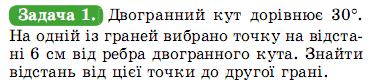 Задача 1. Двогранний кут дорівнює 30°.
На одній із граней вибрано точку на відста-
ні 6 см від ребра двогранного кута. Знайти
відстань від цієї точки до другої грані.